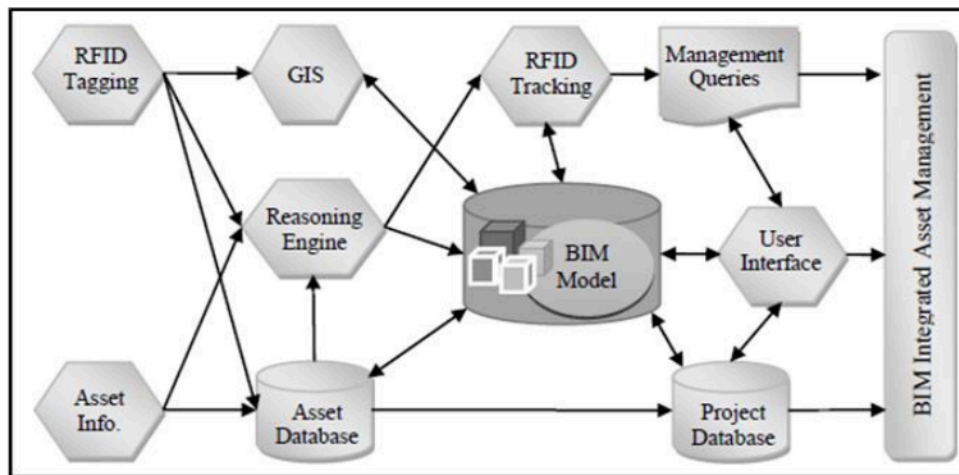 RFID
Tagging
GIS
RFID
Tracking
Management
Queries
Reasoning
Engine
BIM
Model
User
Interface
Asset
Info.
Asset
Database
Project
Database
BIM Integrated Asset Management